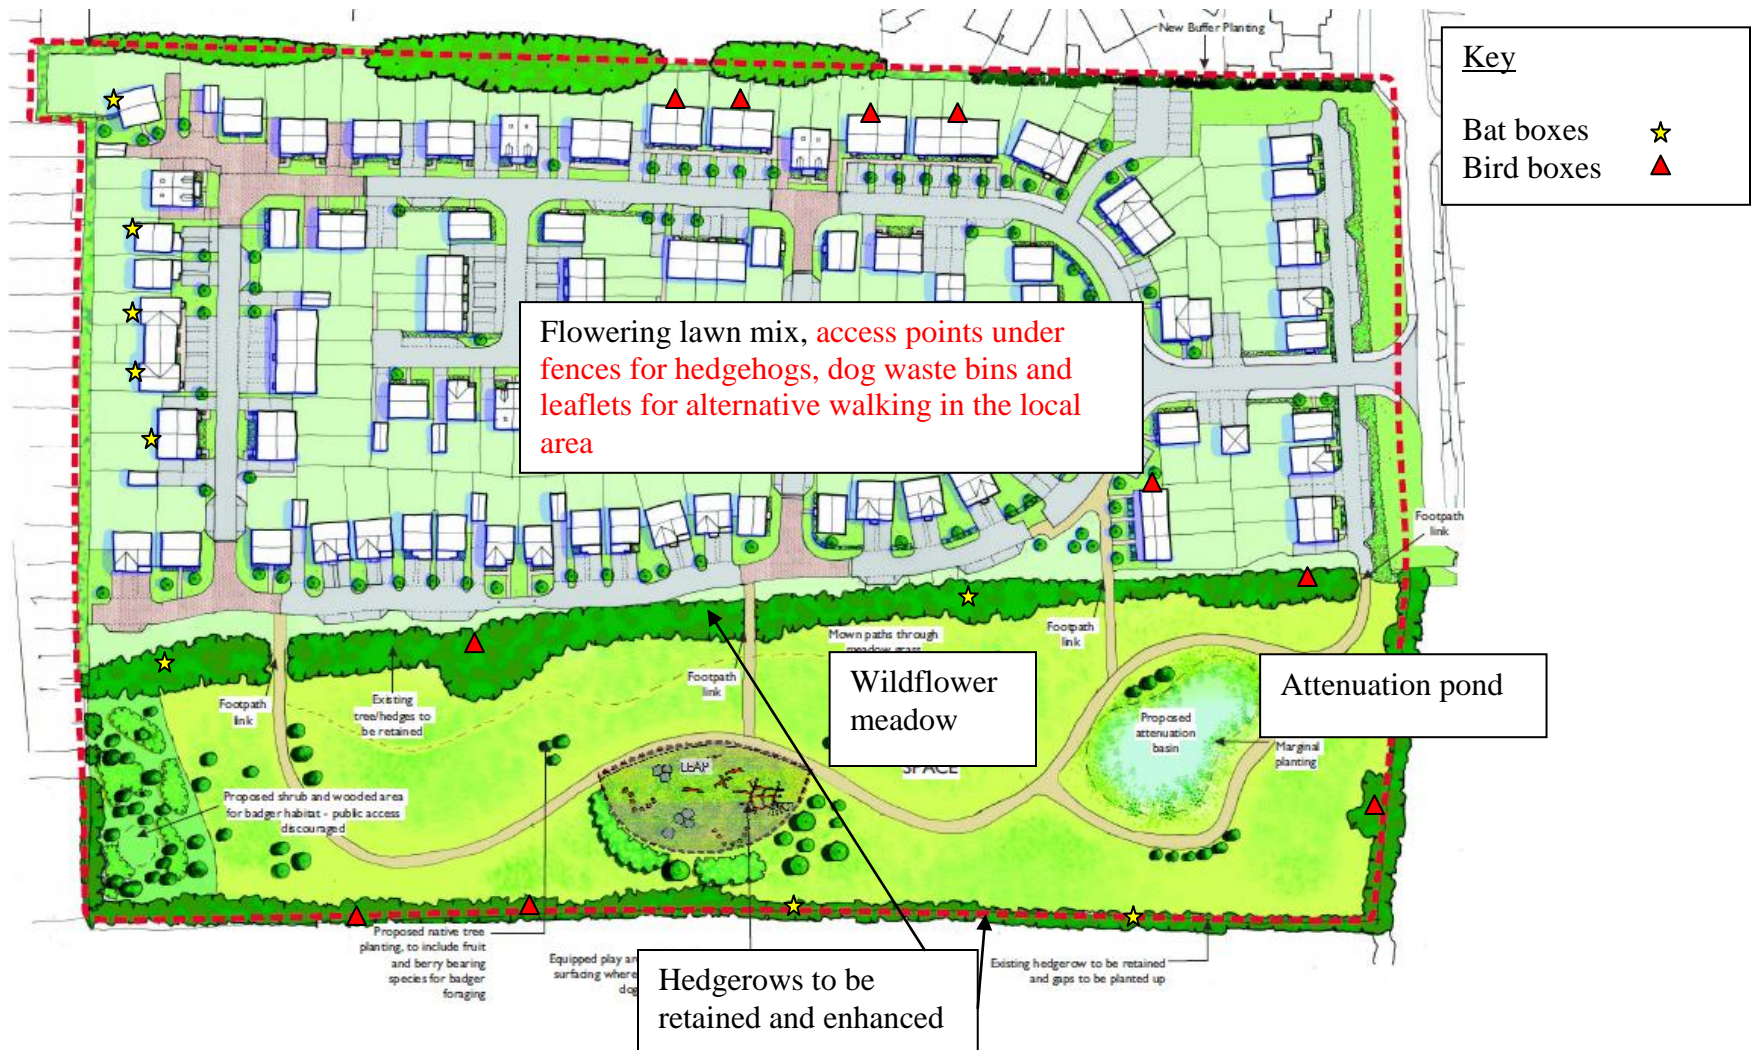 New Buffer Planting
Key
Bat boxes
Bird boxes
Flowering lawn mix, access points under
fences for hedgehogs, dog waste bins and
leaflets for alternative walking in the local
area
Footpath
link
Mown paths through
meadow grass
Footpath
link
Wildflower
meadow
Attenuation pond
Footpath
link
Existing
tree/hedges to
be retained
Footpath
link
Proposed
attenuation
basin
Marginal
planting
LEAP
SPACE
Proposed shrub and wooded area
for badger habitat - public access
discouraged
Proposed native tree
planting, to include fruit
and berry bearing
species for badger
foraging
Equipped play
surfacing where
Hedgerows to be
retained and enhanced
Existing hedgerow to be retained
and gaps to be planted up